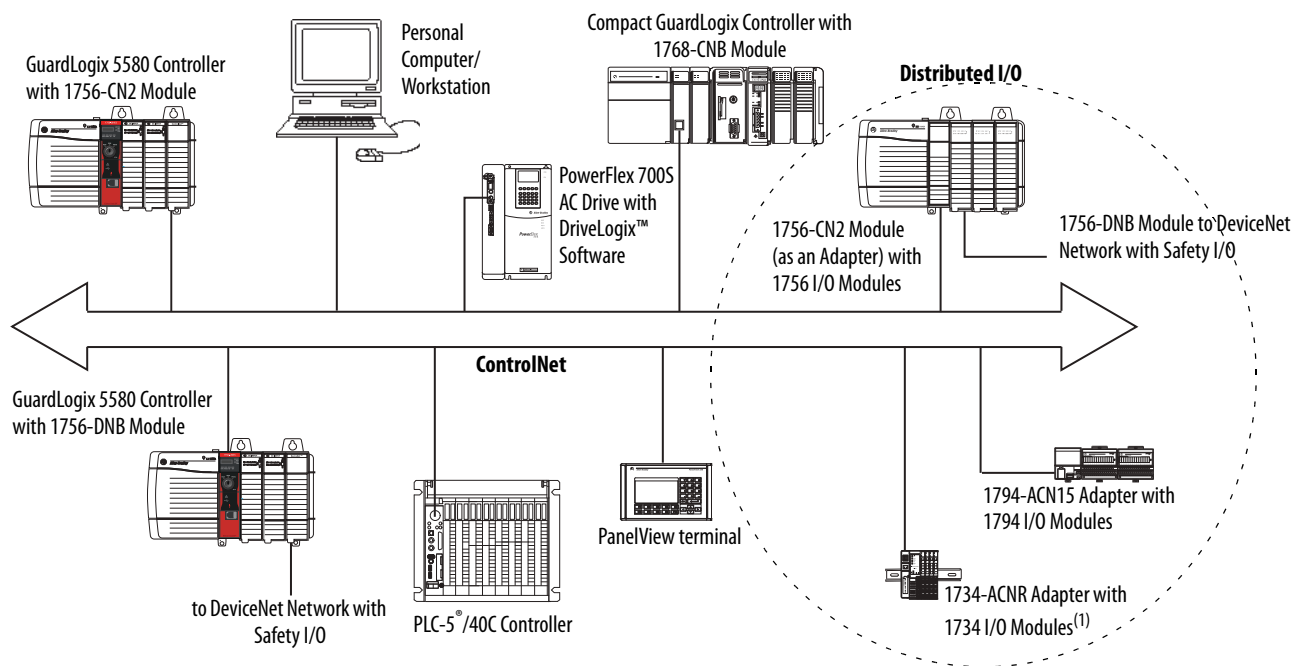 GuardLogix 5580 Controller
with 1756-CN2 Module
Personal
Computer/
Workstation
Compact GuardLogix Controller with
1768-CNB Module
Distributed I/O
PowerFlex 700S
AC Drive with
DriveLogix™
Software
1756-CN2 Module
(as an Adapter) with
1756 I/O Modules
1756-DNB Module to DeviceNet
Network with Safety I/O
ControlNet
GuardLogix 5580 Controller
with 1756-DNB Module
to DeviceNet Network with
Safety I/O
PLC-5®/40C Controller
PanelView terminal
1794-ACN15 Adapter with
1794 I/O Modules
1734-ACNR Adapter with
1734 I/O Modules(1)